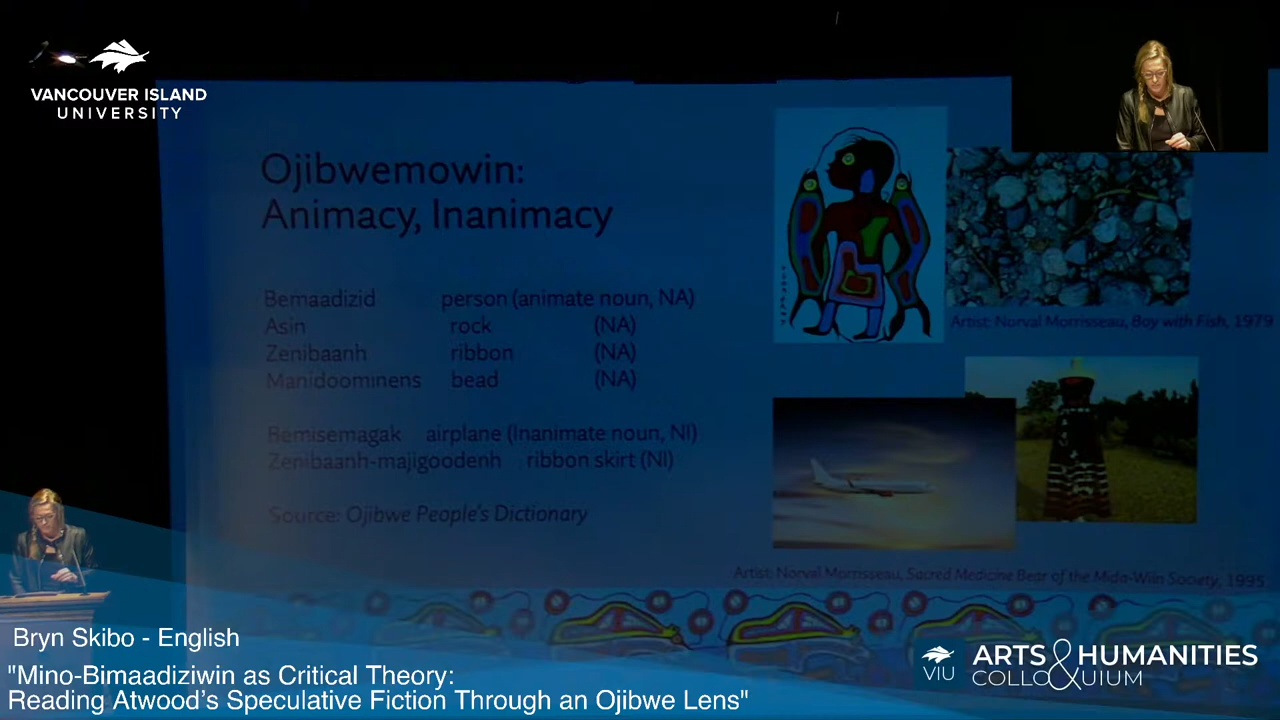 VANCOUVER ISLAND
UNIVERSITY
Ojibwemowin:
Animacy, Inanimacy
Bemaadizid person (animate noun, NA)
Asin rock (NA)
Zenibaanh ribbon (NA)
Manidoominens bead (NA)
Bemisemagak airplane (Inanimate noun, NI)
Zenibaanh-majigoodenh ribbon skirt (NI)
Source: Ojibwe People's Dictionary
Artist: Norval Morrisseau, Boy with Fish, 1979
Artist: Norval Morrisseau, Sacred Medicine Bear of the Mida-Wiin Society, 1995
Bryn Skibo - English
"Mino-Bimaadiziwin as Critical Theory:
Reading Atwood’s Speculative Fiction Through an Ojibwe Lens"
VIU
ARTS & HUMANITIES
COLLOQUIUM